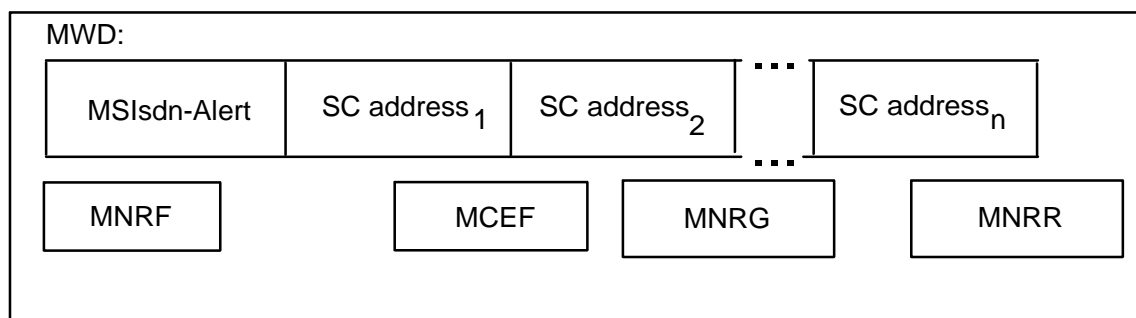 MWD:
MSIsdn-Alert SC address1 SC address2 ... SC addressn
...
MNRF MCEF MNRG MNRR